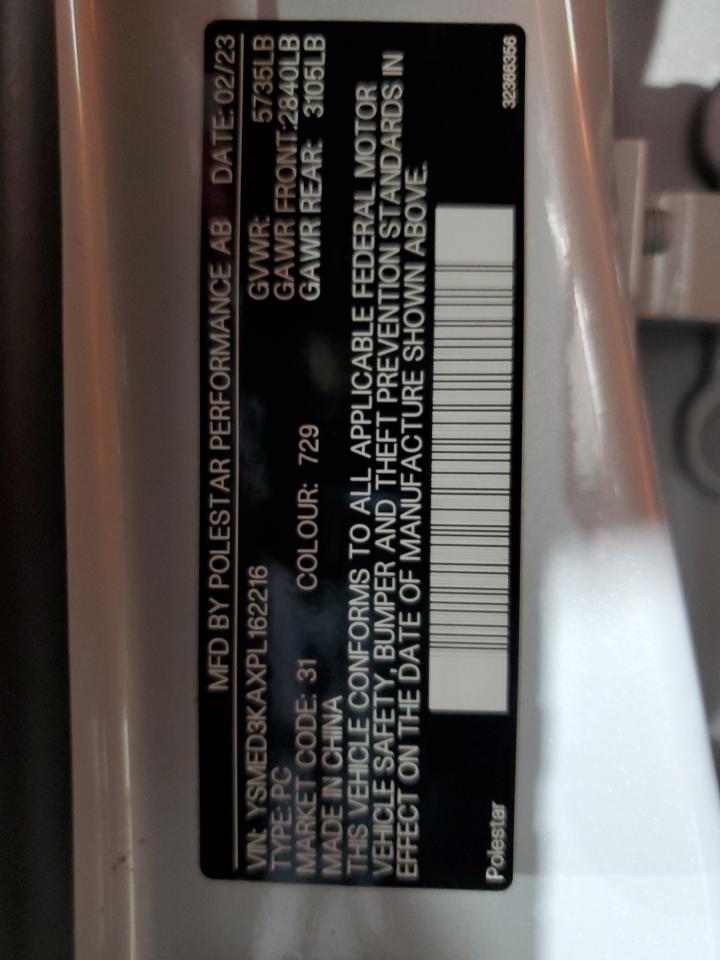 MFD BY POLESTAR PERFORMANCE AB DATE: 02/23
VIN: YSMED3KAXPL162216 GVWR: 5735LB
TYPE: PC GAWR FRONT: 2840LB
MARKET CODE: 31 COLOUR: 729 GAWR REAR: 3105LB
MADE IN CHINA
THIS VEHICLE CONFORMS TO ALL APPLICABLE FEDERAL MOTOR
VEHICLE SAFETY, BUMPER AND THEFT PREVENTION STANDARDS IN
EFFECT ON THE DATE OF MANUFACTURE SHOWN ABOVE.
Polestar 32366356